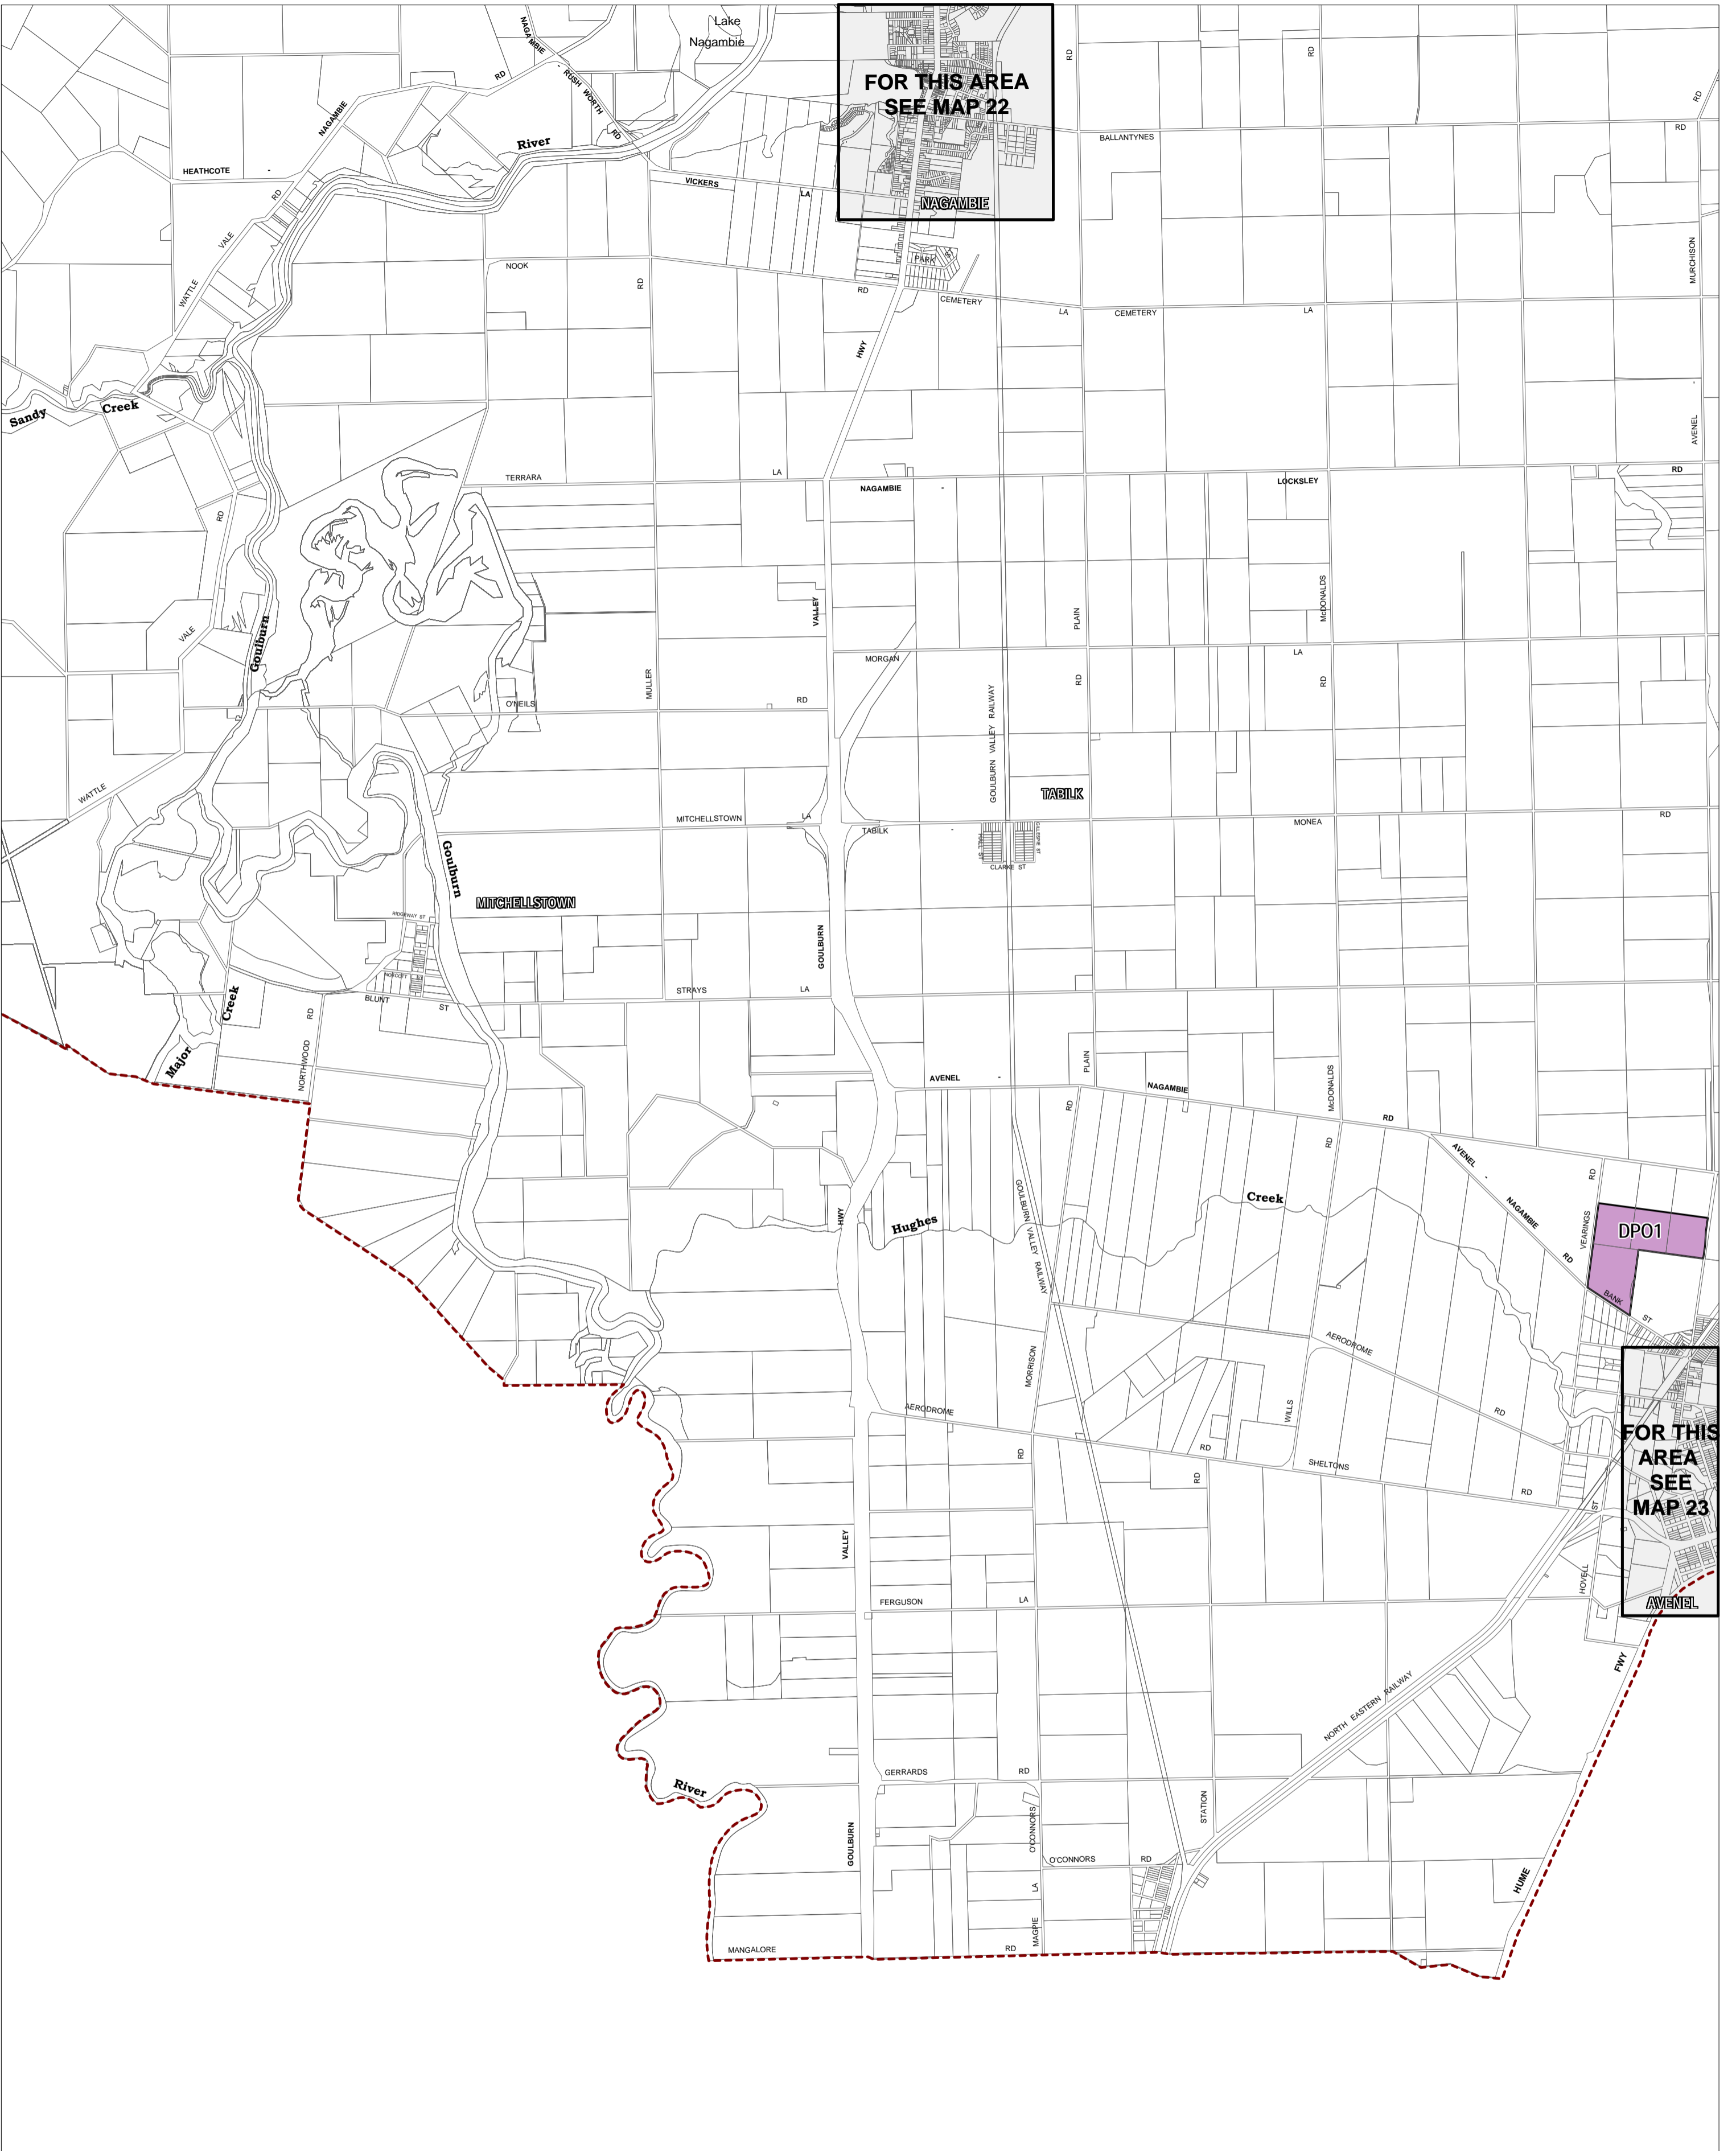 Lake
Nagambie
NAGAMBIE
-
RUSHWORTH
RD
RD
NAGAMBIE
-
HEATHCOTE
River
FOR THIS AREA
SEE MAP 22
NAGAMBIE
RD
RD
RD
BALLANTYNES
RD
VICKERS
LA
RD
VALE
WATTLE
NOOK
RD
RD
PARK
CEMETERY
LA
CEMETERY
LA
MURCHISON
-
AVENEL
HWY
Sandy
Creek
TERRARA
LA
NAGAMBIE
-
LOCKSLEY
RD
RD
VALE
Goulburn
VALLEY
PLAIN
McDONALDS
MORGAN
LA
MULLER
RD
RD
O'NEILS
RD
GOULBURN VALLEY RAILWAY
TABILK
WATTLE
MITCHELLSTOWN
LA
TABILK
-
MONEA
RD
GILLESPIE ST
CLARKE ST
Goulburn
MITCHELLSTOWN
RIDGEWAY ST
GOULBURN
STRAYS
LA
BLUNT
ST
Creek
Major
RD
NORTHWOOD
PLAIN
RD
McDONALDS
RD
AVENEL
-
NAGAMBIE
RD
AVENEL
-
NAGAMBIE
RD
RD
VEARINGS
DPO1
BANK
ST
Hughes
Creek
HWY
GOULBURN VALLEY RAILWAY
AERODROME
RD
MORRISON
RD
WILLS
RD
AERODROME
RD
SHELTONS
RD
RD
FOR THIS
AREA
SEE
MAP 23
AVENEL
ST
HOVELL
VALLEY
FERGUSON
LA
FWY
NORTH EASTERN RAILWAY
River
GERRARDS
RD
STATION
GOULBURN
O'CONNORS
O'CONNORS
RD
LA
MAGPIE
HUME
MANGALORE
RD